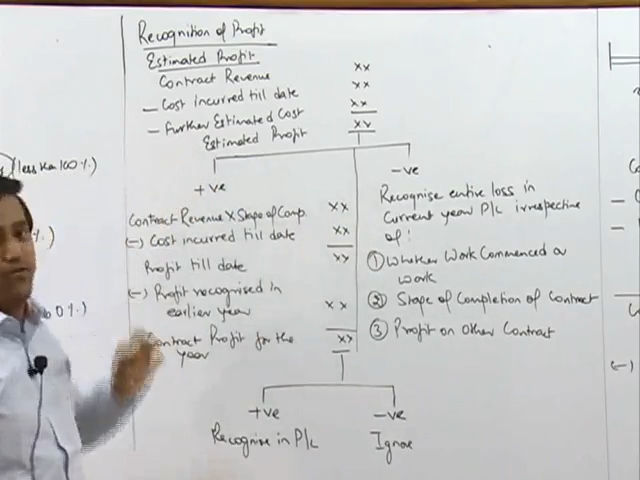 Recognition of Profit
Estimated Profit
Contract Revenue xx
— Cost incurred till date xx
— Further Estimated Cost xx
Estimated Profit xx
+ve
Contract Revenue X Stage of Comp. xx
(−) Cost incurred till date xx
Profit till date xx
(−) Profit recognised in
earlier year xx
Contract Profit for the xx
year
—ve
Recognise entire loss in
current year P/L irrespective
of:
① Whether Work Commenced or
work
② Stage of Completion of Contract
③ Profit on other Contract
+ve
Recognise in P/L
—ve
Ignore
(less than 100%)
%)
0%)
(−)